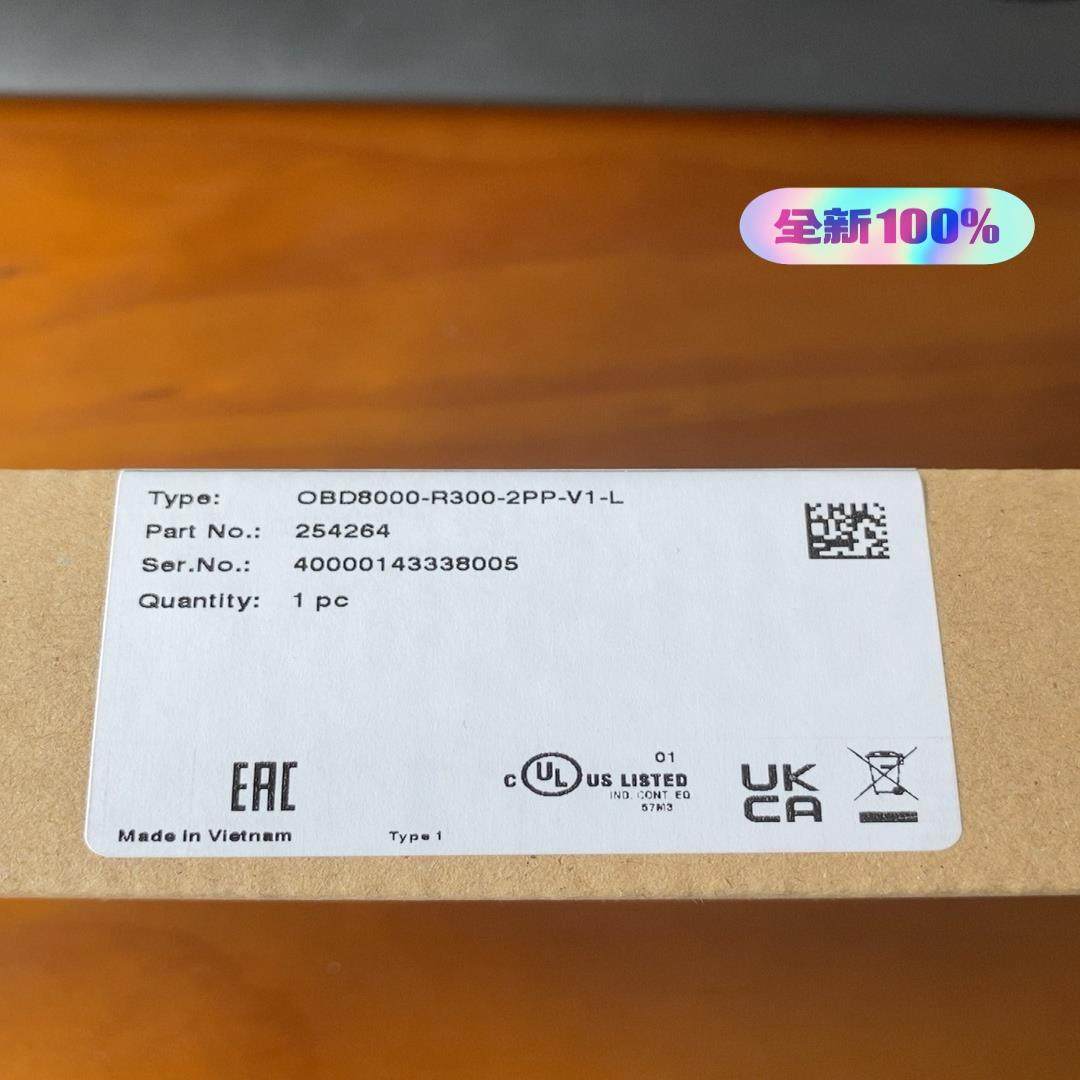 全新100%
Type: OBD8000-R300-2PP-V1-L
Part No.: 254264
Ser.No.: 40000143338005
Quantity: 1 pc
EAC
C UL US LISTED
01
IND. CONT. EQ.
57M3
UK
CA
Made in Vietnam
Type 1